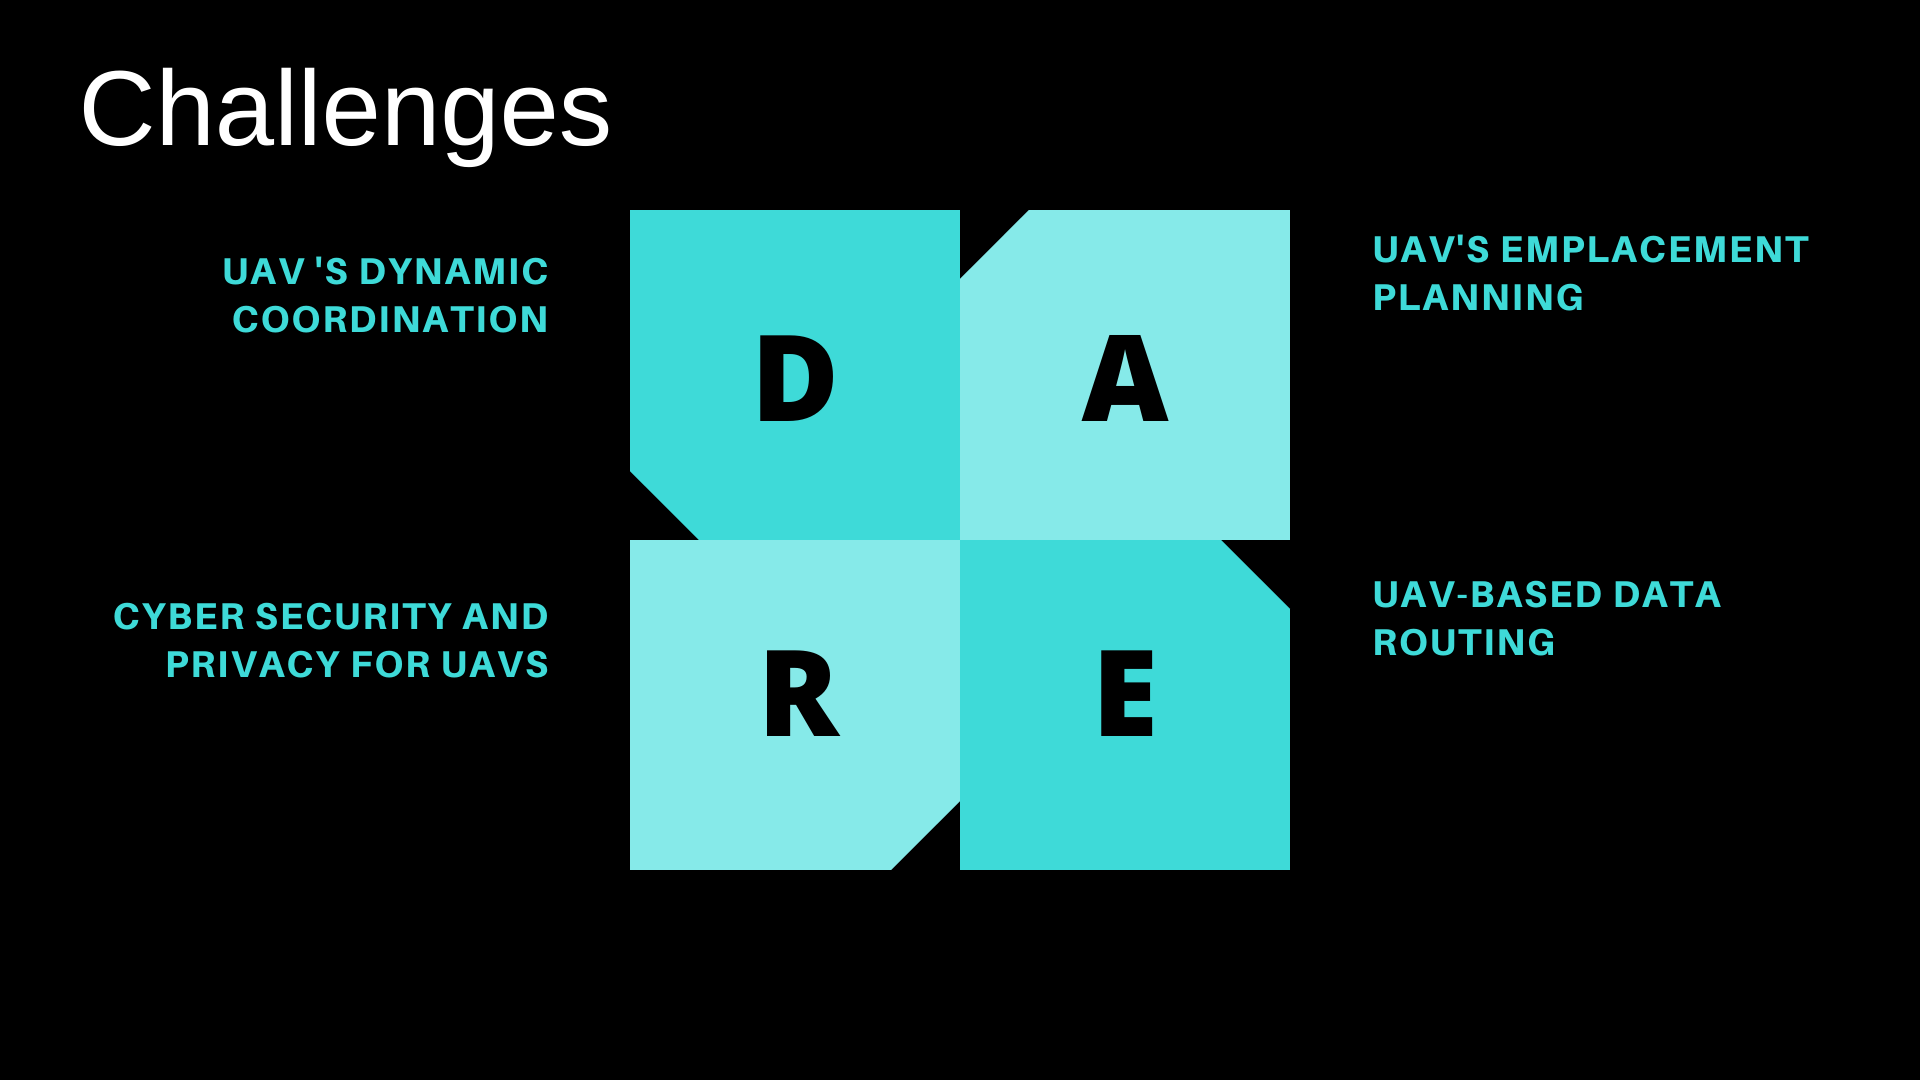 Challenges
UAV 'S DYNAMIC
COORDINATION
D
A
UAV'S EMPLACEMENT
PLANNING
CYBER SECURITY AND
PRIVACY FOR UAVS
R
E
UAV-BASED DATA
ROUTING